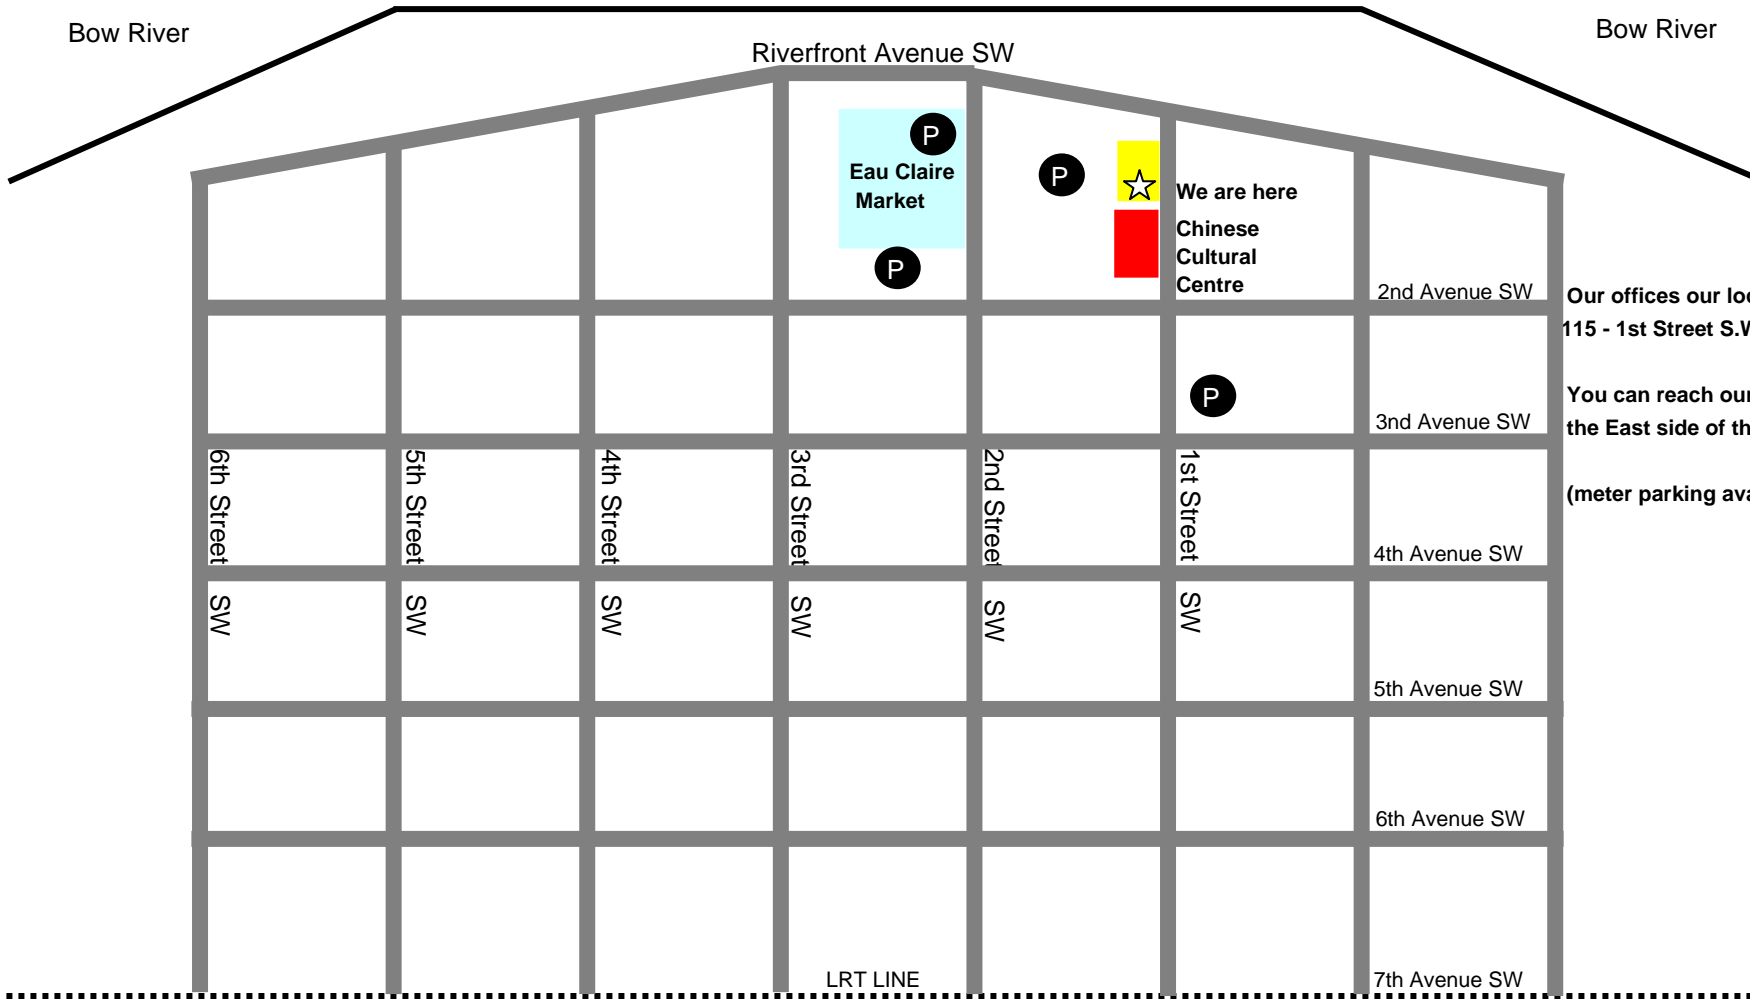 Bow River
Bow River
Riverfront Avenue SW
P
Eau Claire
Market
P
We are here
Chinese
Cultural
Centre
P
2nd Avenue SW
Our offices our
115 - 1st Street
P
You can reach
3nd Avenue SW
the East side of
6th Street
SW
5th Street
SW
4th Street
SW
3rd Street
SW
2nd Street
SW
1st Street
SW
(meter parking
4th Avenue SW
5th Avenue SW
6th Avenue SW
LRT LINE
7th Avenue SW